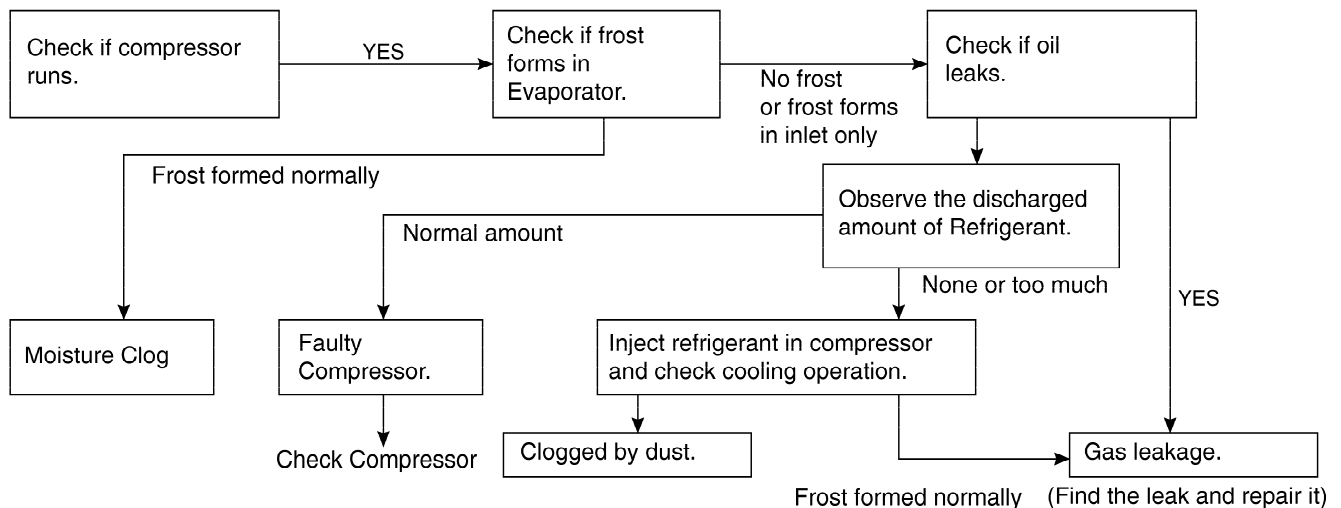 Check if compressor
runs.
YES
Check if frost
forms in
Evaporator.
No frost
or frost forms
in inlet only
Check if oil
leaks.
Frost formed normally
Observe the discharged
amount of Refrigerant.
Normal amount
None or too much
YES
Moisture Clog
Faulty
Compressor.
Inject refrigerant in compressor
and check cooling operation.
Check Compressor
Clogged by dust.
Gas leakage.
Frost formed normally
(Find the leak and repair it)